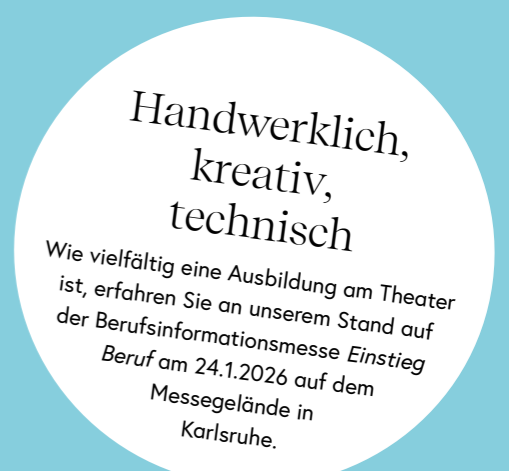 Handwerklich,
kreativ,
technisch
Wie vielfältig eine Ausbildung am Theater
ist, erfahren Sie an unserem Stand auf
der Berufsinformationsmesse Einstieg
Beruf am 24.1.2026 auf dem
Messegelände in
Karlsruhe.